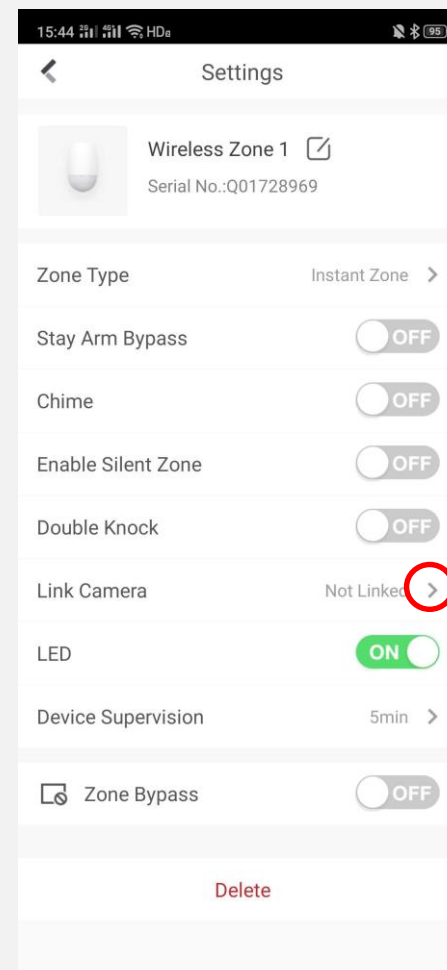 15:44 HD
95
Settings
Wireless Zone 1
Serial No.:Q01728969
Zone Type Instant Zone
Stay Arm Bypass OFF
Chime OFF
Enable Silent Zone OFF
Double Knock OFF
Link Camera Not Linked
LED ON
Device Supervision 5min
Zone Bypass OFF
Delete